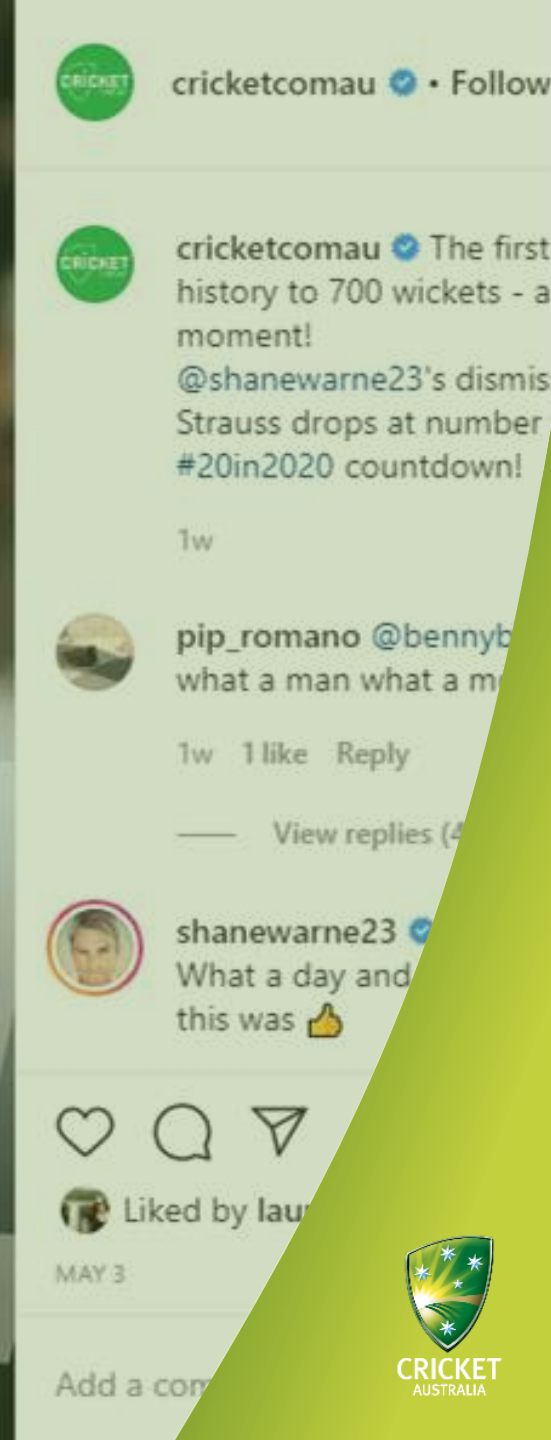 CRICKET
cricketcomau • Follow
CRICKET
cricketcomau The first
history to 700 wickets - a
moment!
@shanewarne23's dismis
Strauss drops at number
#20in2020 countdown!
1w
pip_romano @bennyb
what a man what a m
1w 1 like Reply
View replies (4
shanewarne23
What a day and
this was 👍
Liked by lau
MAY 3
Add a com
CRICKET
AUSTRALIA